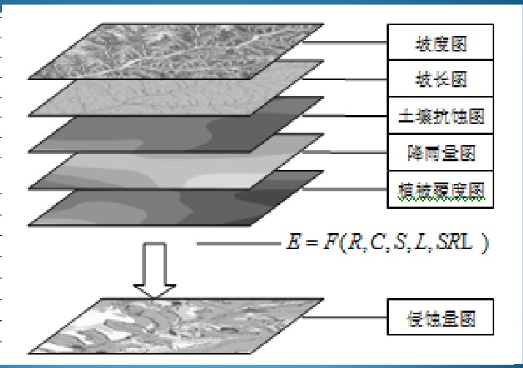 坡度图
坡长图
土壤抗蚀图
降雨量图
植被覆度图
E = F(R,C,S,L,SRL )
侵蚀量图